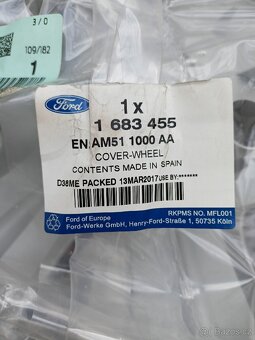 3/0
109/082
1
Ford
1 x
1 683 455
EN AM51 1000 AA
COVER-WHEEL
CONTENTS MADE IN SPAIN
D38ME PACKED 13MAR2017 USE BY:*******
RKPMS NO. MFL001
Ford of Europe
Ford-Werke GmbH, Henry-Ford-Straße 1, 50735 Köln